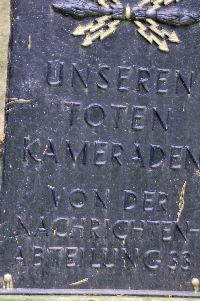 UNSEREN
TOTEN
KAMERADEN
VON DER
NACHRICHTEN-
ABTEILUNG 33